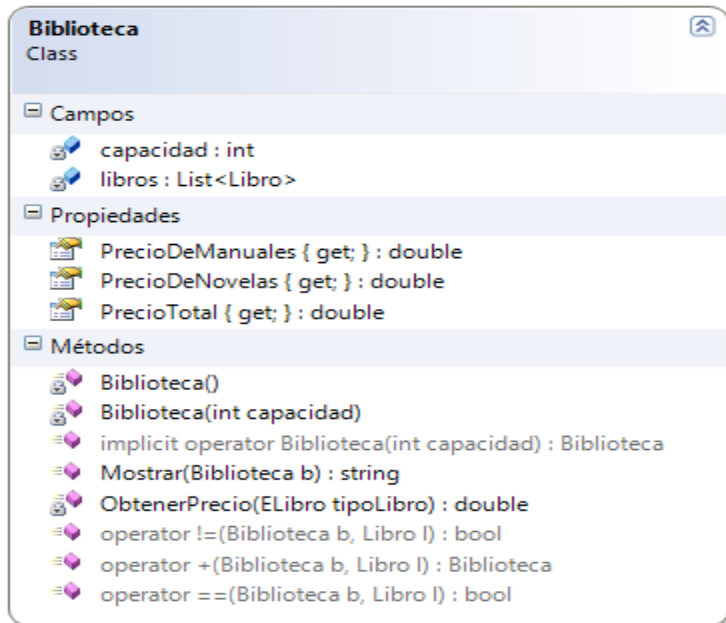 Biblioteca
Class
Campos
capacidad : int
libros : List<Libro>
Propiedades
PrecioDeManuales { get; } : double
PrecioDeNovelas { get; } : double
PrecioTotal { get; } : double
Métodos
Biblioteca()
Biblioteca(int capacidad)
implicit operator Biblioteca(int capacidad) : Biblioteca
Mostrar(Biblioteca b) : string
ObtenerPrecio(ELibro tipoLibro) : double
operator !=(Biblioteca b, Libro l) : bool
operator +(Biblioteca b, Libro l) : Biblioteca
operator ==(Biblioteca b, Libro l) : bool